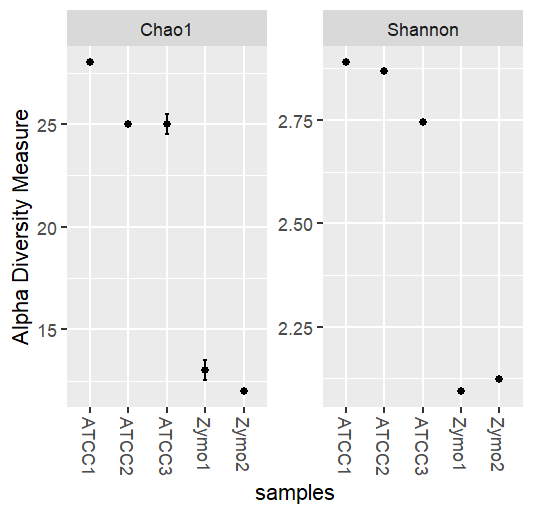 Chao1
Shannon
Alpha Diversity Measure
25
20
15
2.75
2.50
2.25
ATCC1
ATCC2
ATCC3
Zymo1
Zymo2
ATCC1
ATCC2
ATCC3
Zymo1
Zymo2
samples